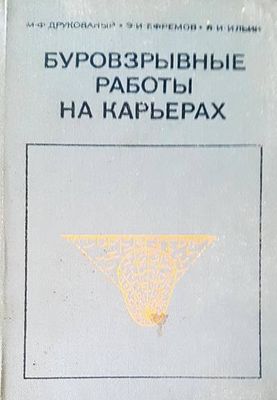 М·Ф·ДРУКОВАНЫЙ • Э·И·ЕФРЕМОВ • В·И·ИЛЬИН
БУРОВЗРЫВНЫЕ
РАБОТЫ
НА КАРЬЕРАХ